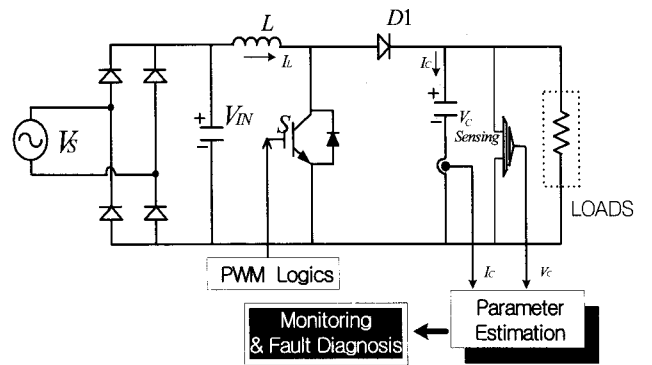 L
D1
IL
IC
+
VS
+
VIN
−
S
+
VC
−
Sensing
LOADS
PWM Logics
IC
VC
Monitoring
& Fault Diagnosis
Parameter
Estimation